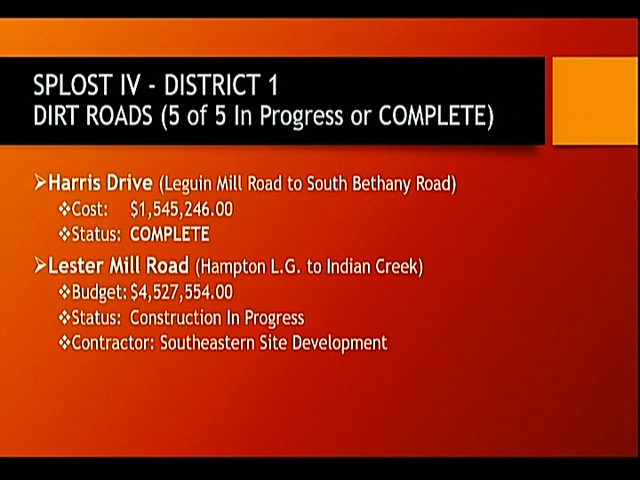 SPLOST IV - DISTRICT 1
DIRT ROADS (5 of 5 In Progress or COMPLETE)
➢Harris Drive (Leguin Mill Road to South Bethany Road)
❖Cost: $1,545,246.00
❖Status: COMPLETE
➢Lester Mill Road (Hampton L.G. to Indian Creek)
❖Budget: $4,527,554.00
❖Status: Construction In Progress
❖Contractor: Southeastern Site Development